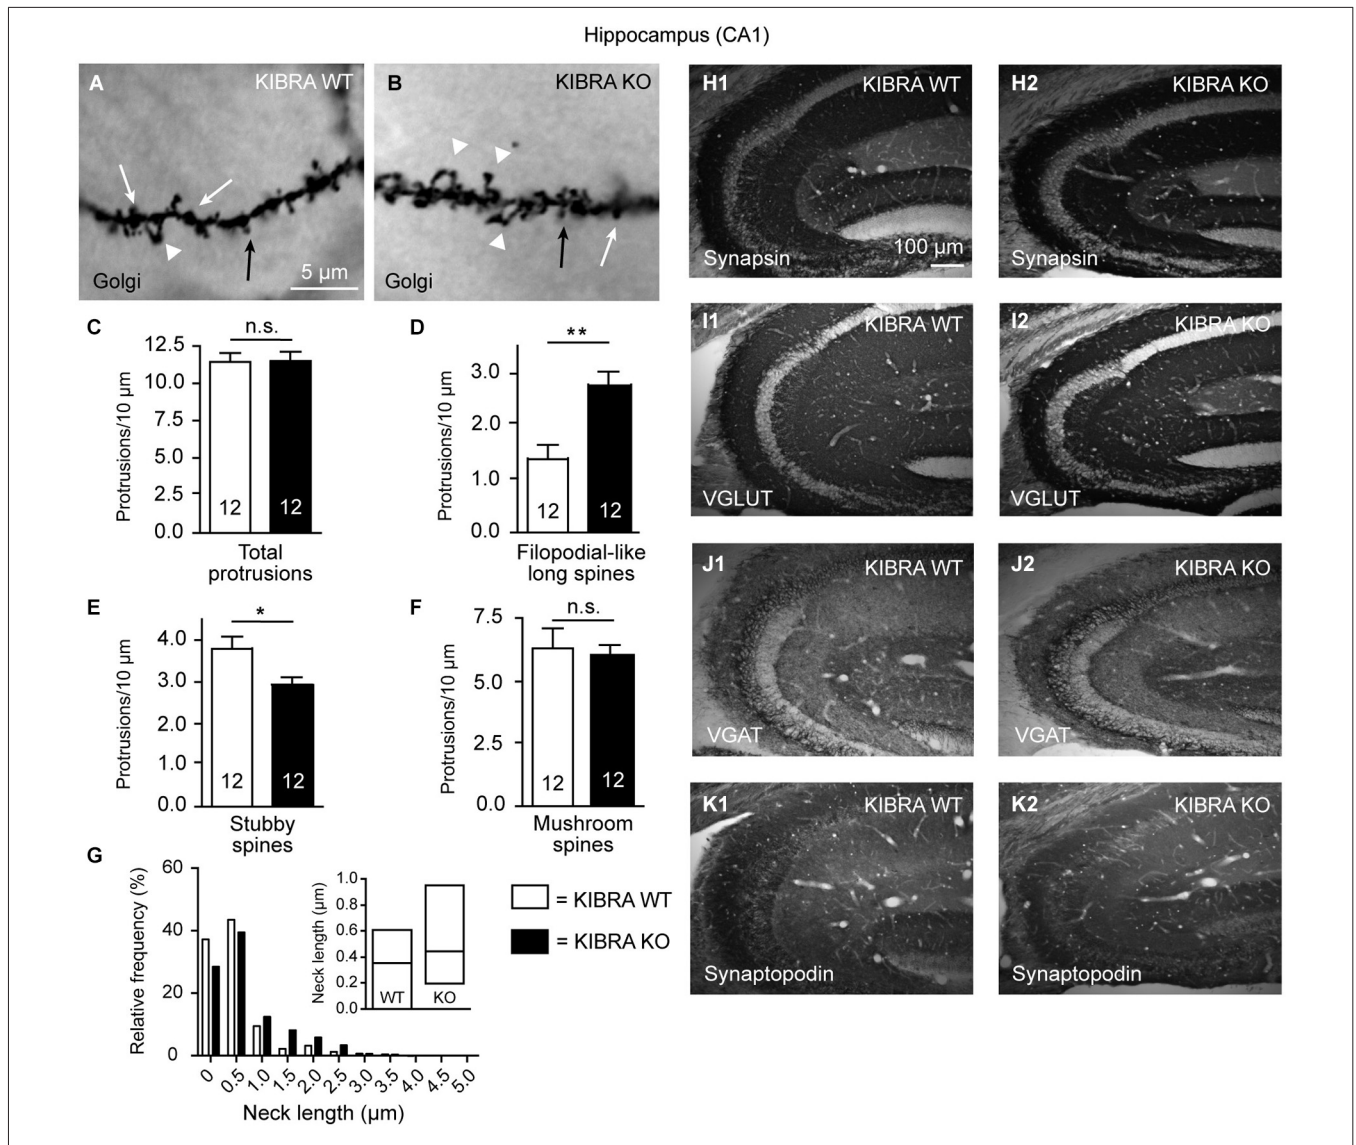 Hippocampus (CA1)
A
KIBRA WT
Golgi
5 µm
B
KIBRA KO
Golgi
C
n.s.
Protrusions/10 µm
12.5
10.0
7.5
5.0
2.5
0.0
12
12
Total
protrusions
D
**
Protrusions/10 µm
3.0
2.0
1.0
0.0
12
12
Filopodial-like
long spines
E
*
Protrusions/10 µm
4.0
3.0
2.0
1.0
0.0
12
12
Stubby
spines
F
n.s.
Protrusions/10 µm
7.5
5.0
2.5
0.0
12
12
Mushroom
spines
G
Relative frequency (%)
60
40
20
0
0
0.5
1.0
1.5
2.0
2.5
3.0
3.5
4.0
4.5
5.0
Neck length (µm)
Neck length (µm)
1.0
0.8
0.6
0.4
0.2
0.0
WT
KO
= KIBRA WT
= KIBRA KO
H1
KIBRA WT
Synapsin
100 µm
H2
KIBRA KO
Synapsin
I1
KIBRA WT
VGLUT
I2
KIBRA KO
VGLUT
J1
KIBRA WT
VGAT
J2
KIBRA KO
VGAT
K1
KIBRA WT
Synaptopodin
K2
KIBRA KO
Synaptopodin